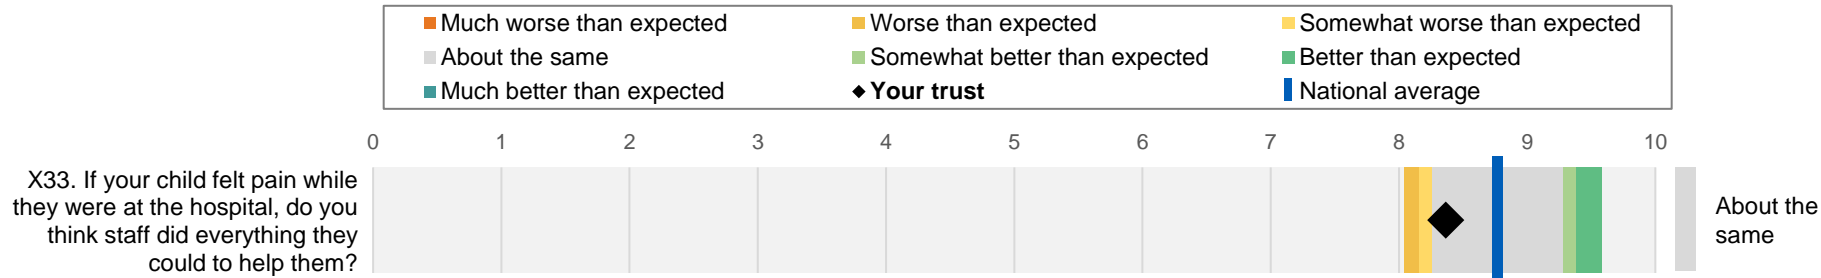 Much worse than expected
Worse than expected
Somewhat worse than expected
About the same
Somewhat better than expected
Better than expected
Much better than expected
Your trust
National average
0 1 2 3 4 5 6 7 8 9 10
X33. If your child felt pain while
they were at the hospital, do you
think staff did everything they
could to help them?
About the
same